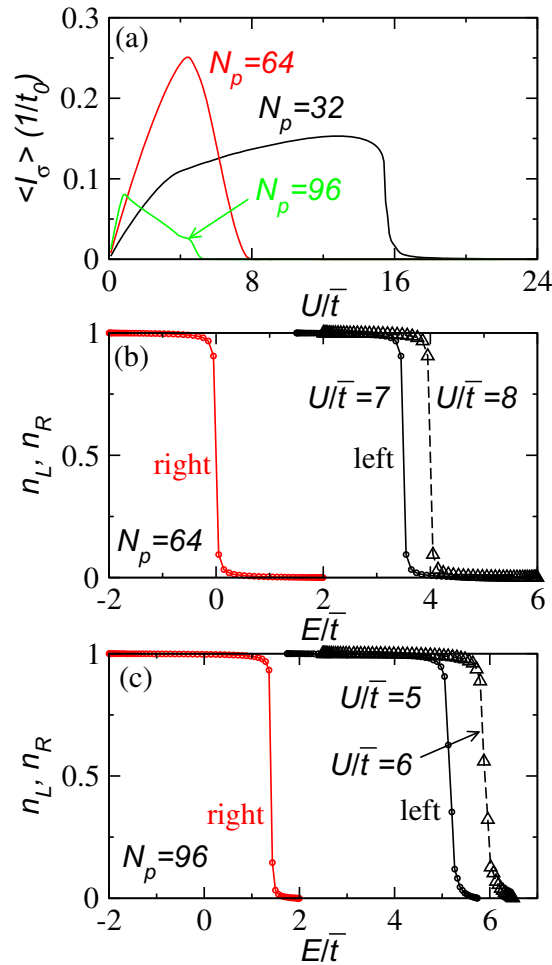 (a)
0.3
N_p=64
0.2
N_p=32
<I_σ> (1/t_0)
0.1
N_p=96
0
0 8 16 24
U/t̄
(b)
1
U/t̄=7 U/t̄=8
n_L, n_R
0.5
right left
N_p=64
0
-2 0 2 4 6
E/t̄
(c)
1
U/t̄=5
n_L, n_R
0.5
U/t̄=6
right left
N_p=96
0
-2 0 2 4 6
E/t̄